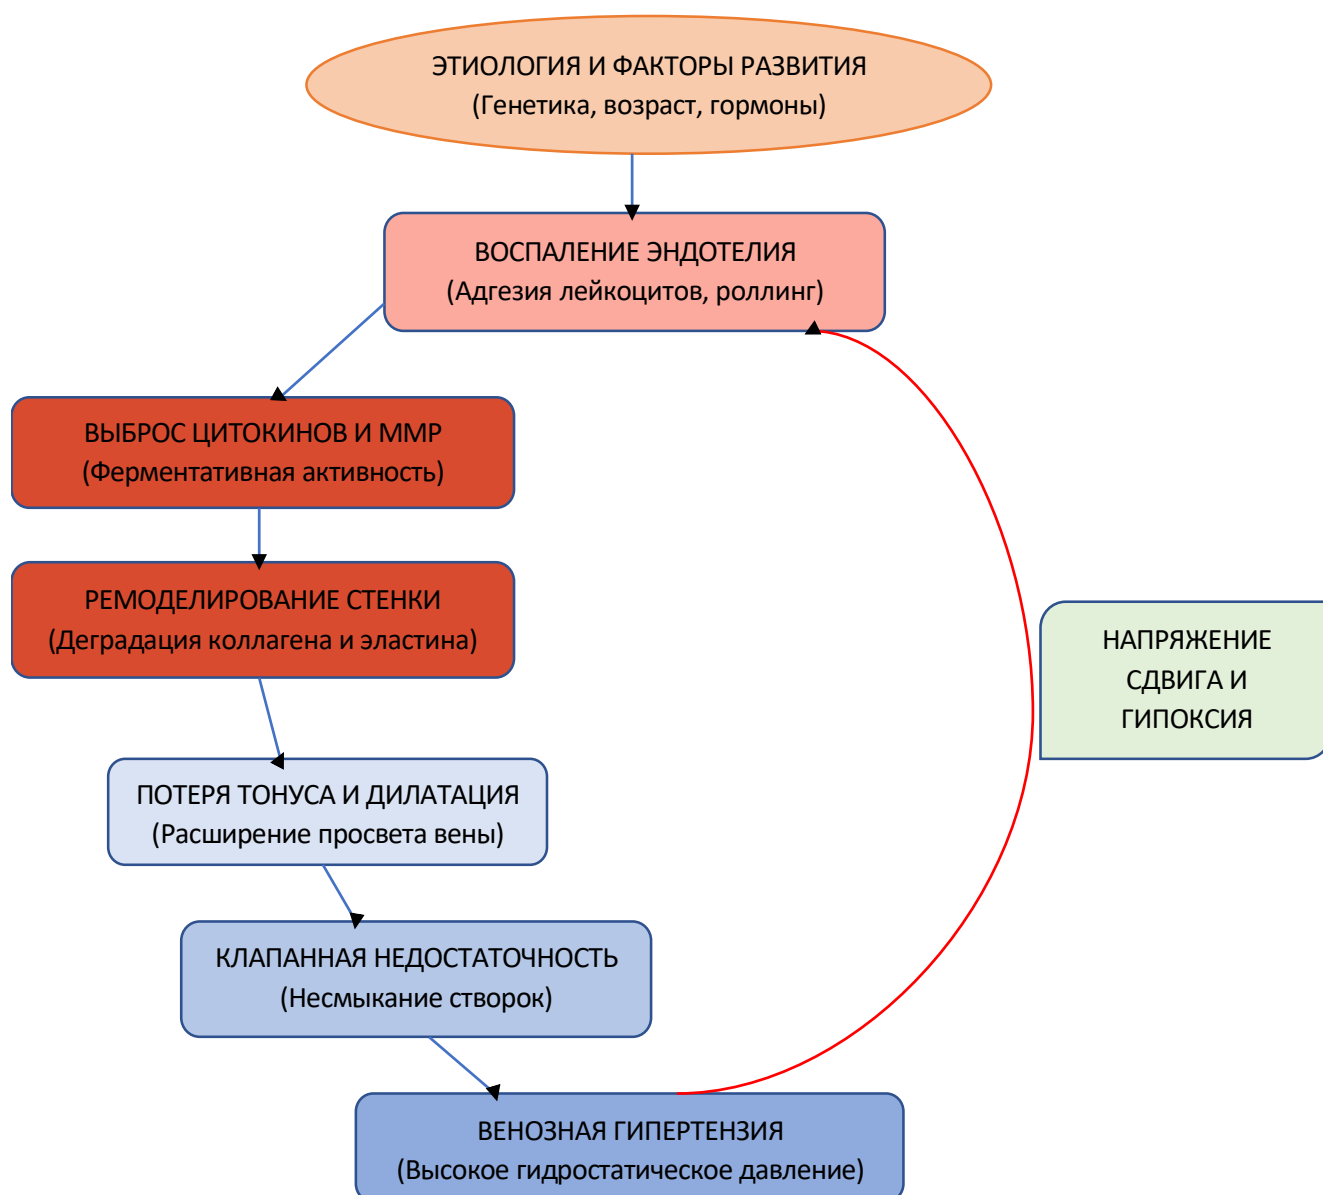 ЭТИОЛОГИЯ И ФАКТОРЫ РАЗВИТИЯ
(Генетика, возраст, гормоны)
ВОСПАЛЕНИЕ ЭНДОТЕЛИЯ
(Адгезия лейкоцитов, роллинг)
ВЫБРОС ЦИТОКИНОВ И ММР
(Ферментативная активность)
РЕМОДЕЛИРОВАНИЕ СТЕНКИ
(Деградация коллагена и эластина)
НАПРЯЖЕНИЕ
СДВИГА И
ГИПОКСИЯ
ПОТЕРЯ ТОНУСА И ДИЛАТАЦИЯ
(Расширение просвета вены)
КЛАПАННАЯ НЕДОСТАТОЧНОСТЬ
(Несмыкание створок)
ВЕНОЗНАЯ ГИПЕРТЕНЗИЯ
(Высокое гидростатическое давление)